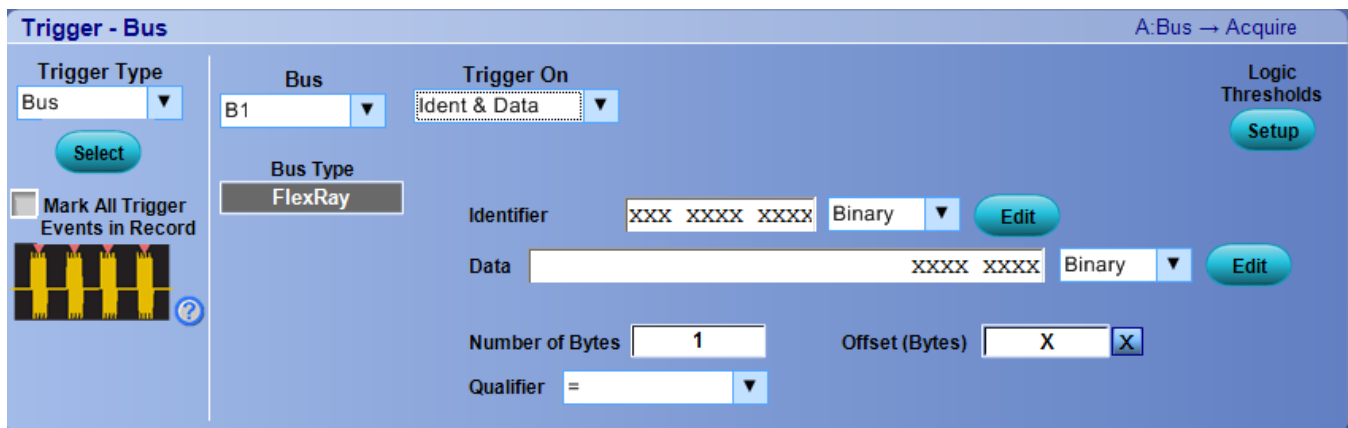 Trigger - Bus
A:Bus → Acquire
Trigger Type
Bus
Select
Mark All Trigger
Events in Record
?
Bus
B1
Trigger On
Ident & Data
Logic
Thresholds
Setup
Bus Type
FlexRay
Identifier XXX XXXX XXXX Binary Edit
Data XXXX XXXX Binary Edit
Number of Bytes 1 Offset (Bytes) X X
Qualifier =